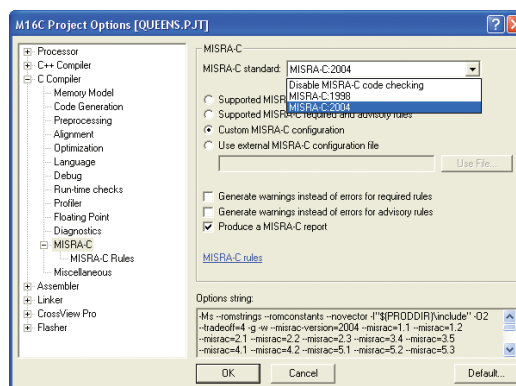 M16C Project Options [QUEENS.PJT]
Processor
C++ Compiler
C Compiler
Memory Model
Code Generation
Preprocessing
Alignment
Optimization
Language
Debug
Run-time checks
Profiler
Floating Point
Diagnostics
MISRA-C
MISRA-C Rules
Miscellaneous
Assembler
Linker
CrossView Pro
Flasher
MISRA-C
MISRA-C standard: MISRA-C:2004
Disable MISRA-C code checking
MISRA-C:1998
MISRA-C:2004
Supported MISR
Supported MISRA-C required and advisory rules
Custom MISRA-C configuration
Use external MISRA-C configuration file
Use File...
Generate warnings instead of errors for required rules
Generate warnings instead of errors for advisory rules
Produce a MISRA-C report
MISRA-C rules
Options string:
-Ms --romstrings --romconstants --novector -I"$(PRODDIR)\include" -O2
--tradeoff=4 -g -w --misrac-version=2004 --misrac=1.1 --misrac=1.2
--misrac=2.1 --misrac=2.2 --misrac=2.3 --misrac=3.4 --misrac=3.5
--misrac=4.1 --misrac=4.2 --misrac=5.1 --misrac=5.2 --misrac=5.3
OK
Cancel
Default...